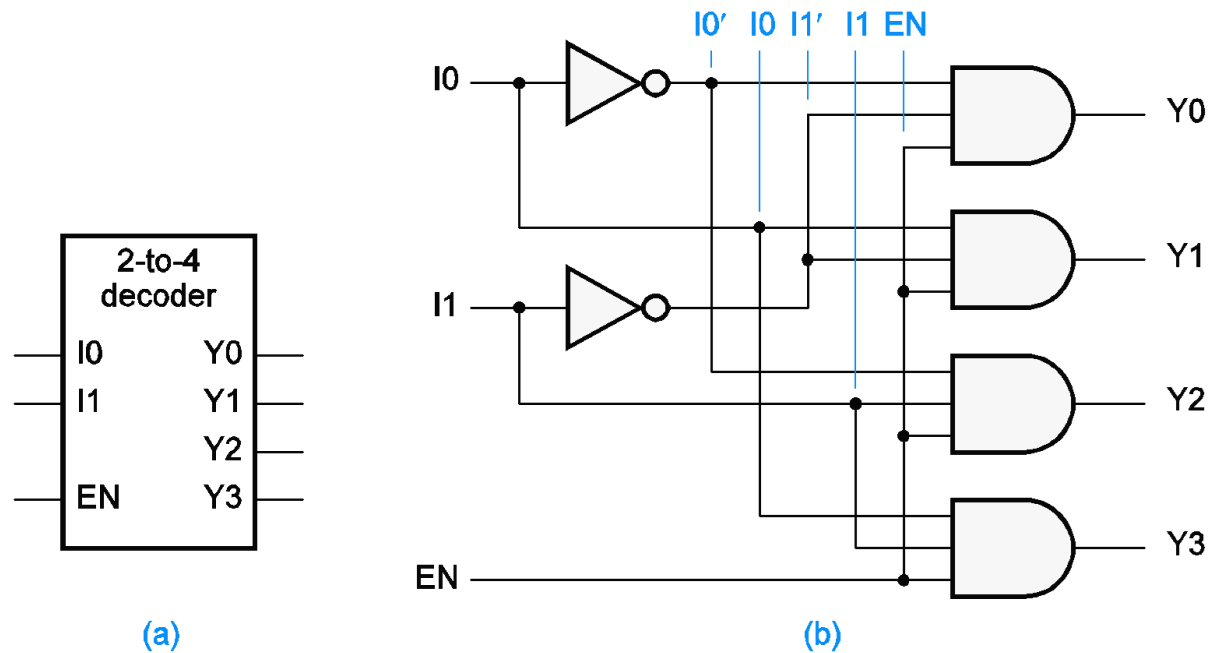 I0′ I0 I1′ I1 EN
I0
Y0
2-to-4
decoder
I1
Y1
I0 Y0
I1 Y1
Y2
EN Y3
Y2
EN
Y3
(a)
(b)